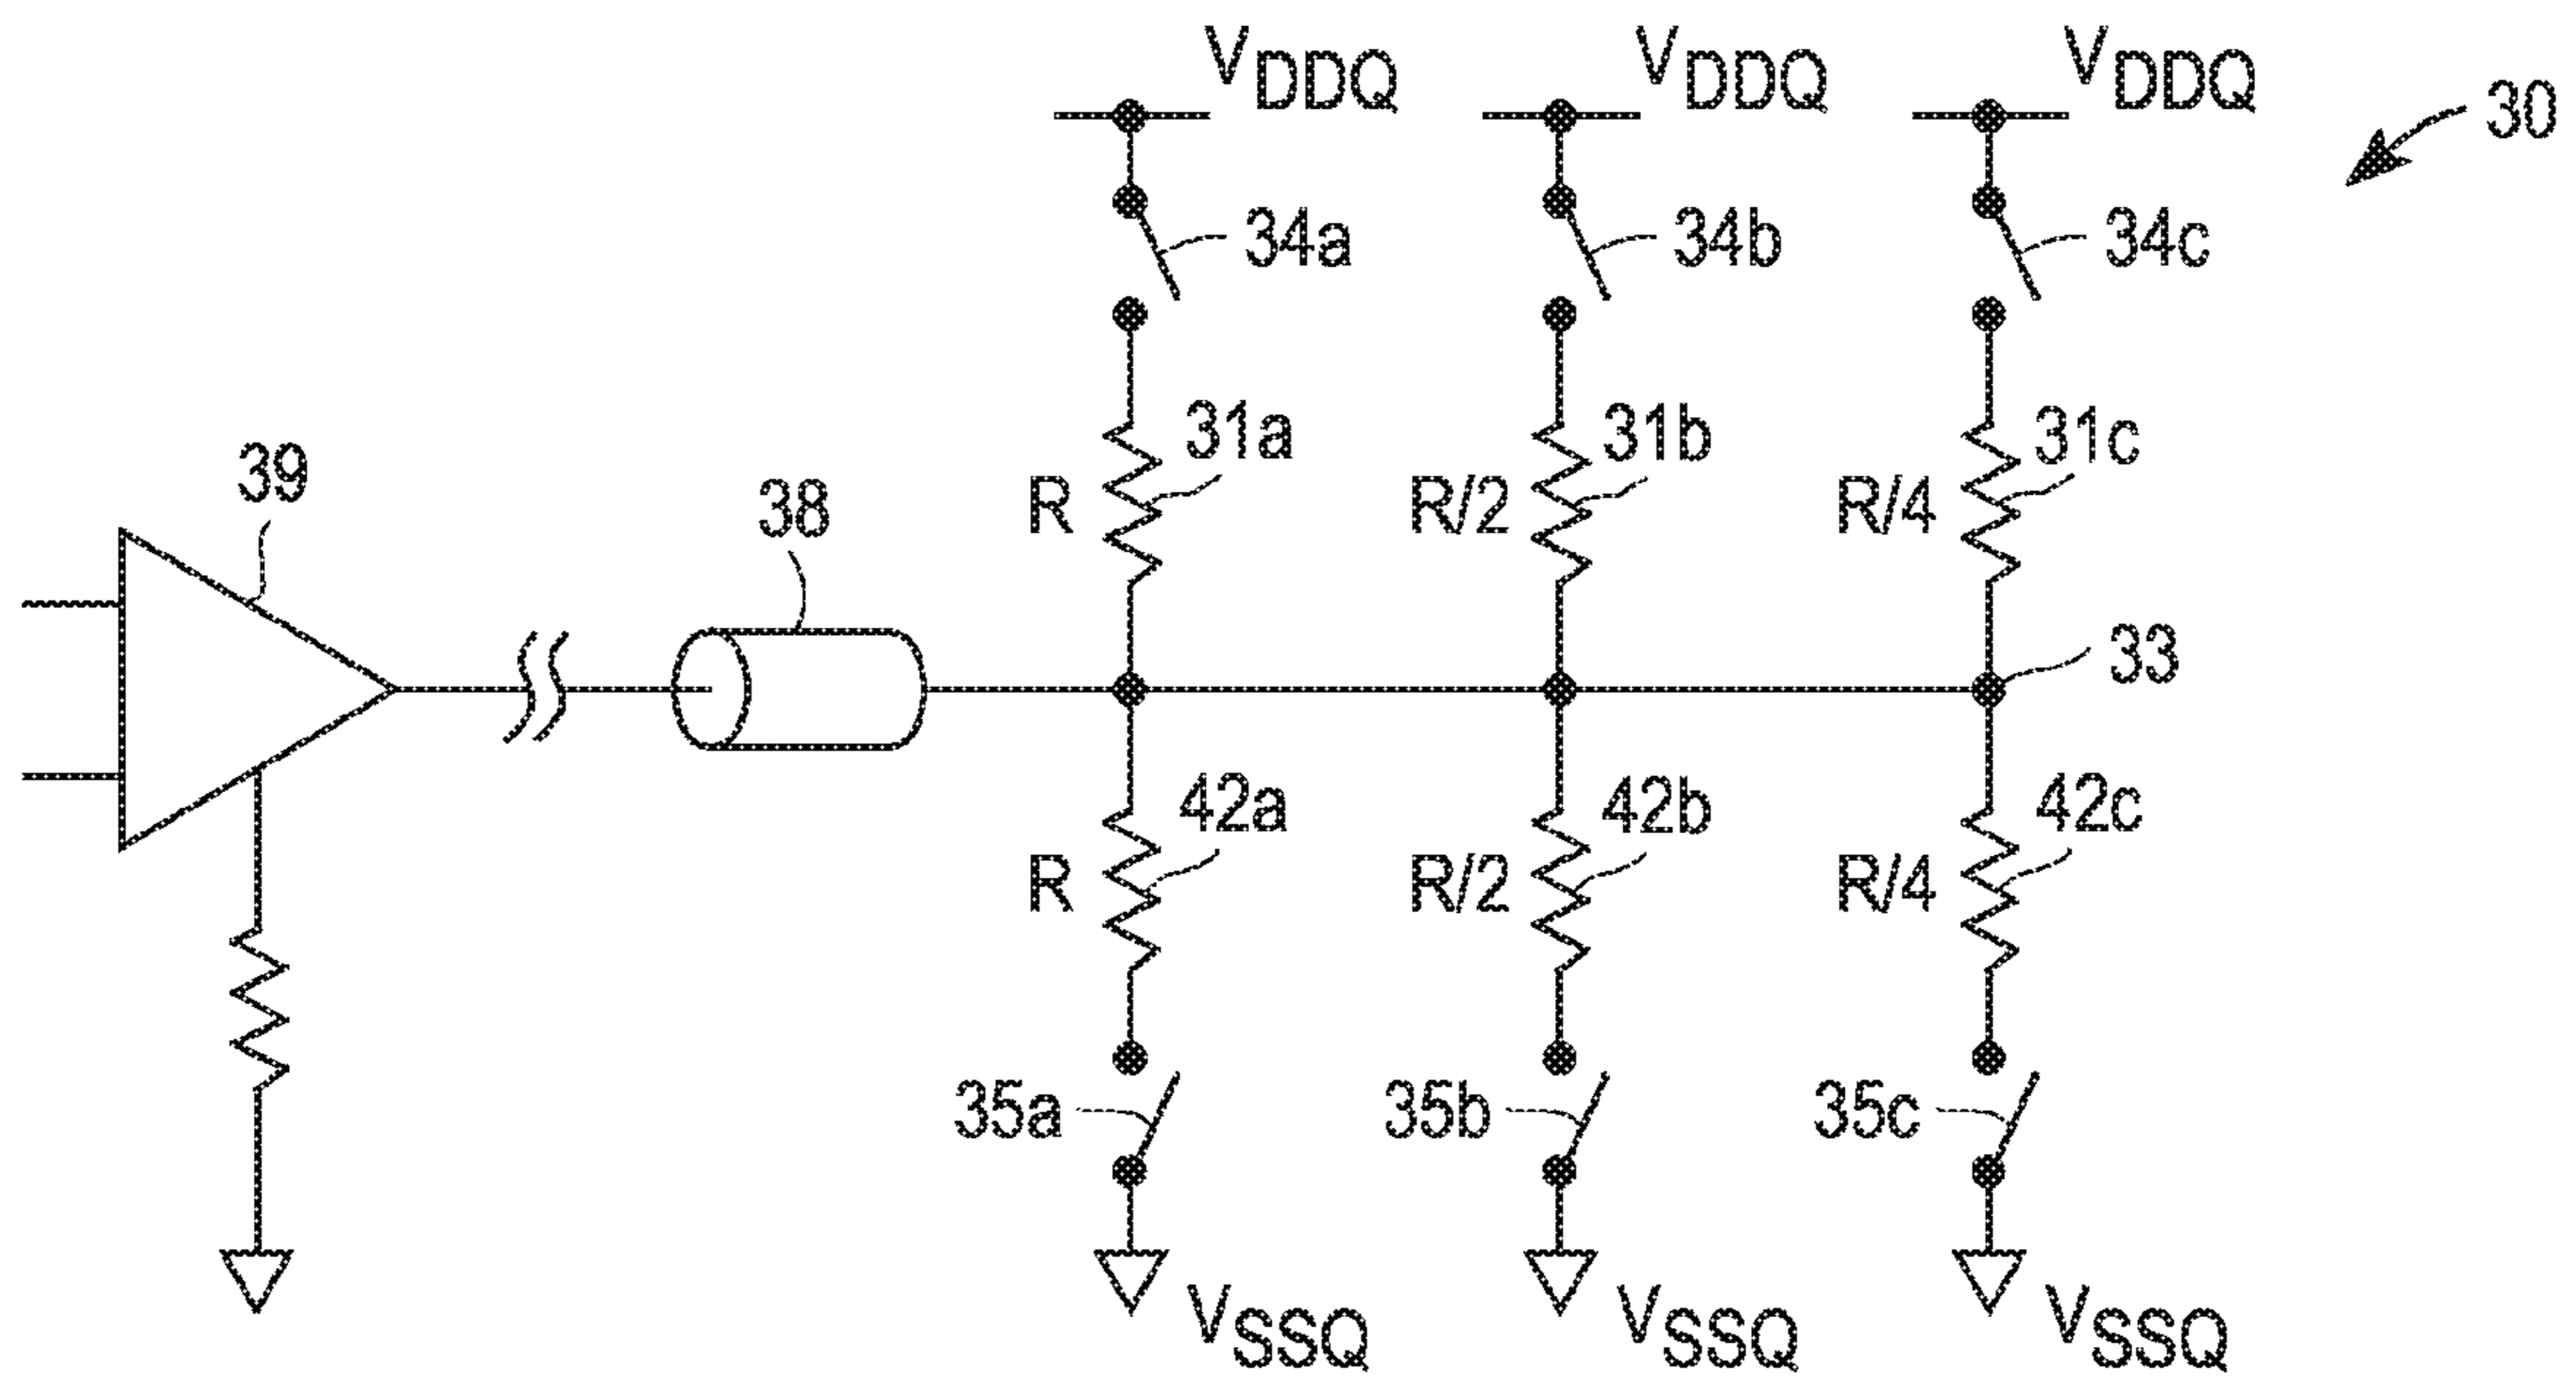 VDDQ VDDQ VDDQ
30
34a 34b 34c
31a 31b 31c
39
38
R R/2 R/4
33
42a 42b 42c
R R/2 R/4
35a 35b 35c
VSSQ VSSQ VSSQ